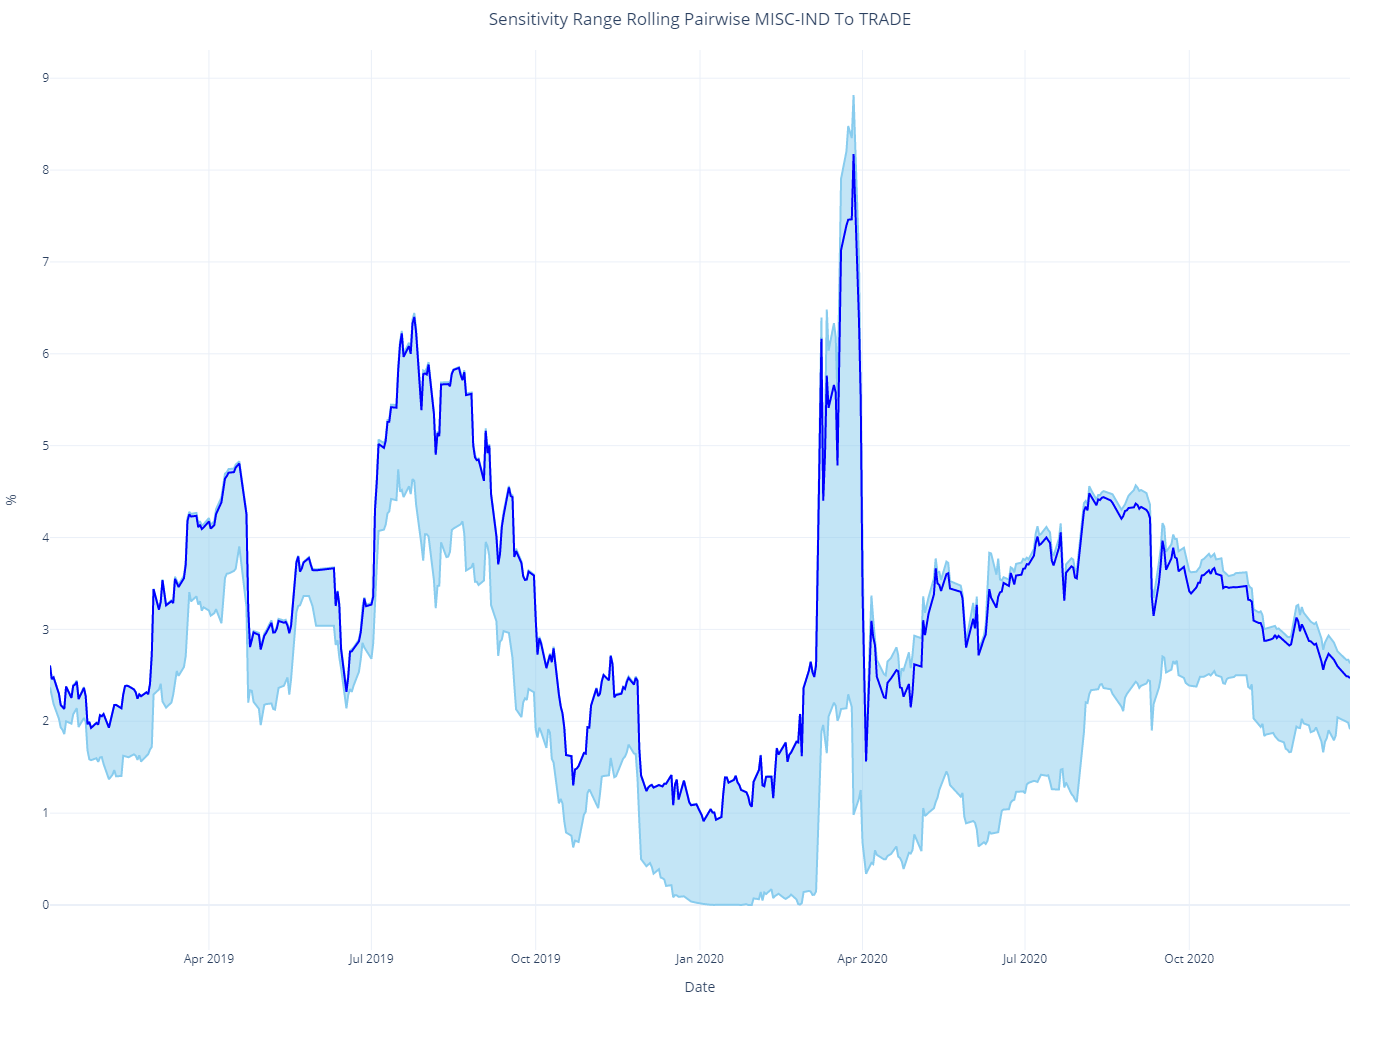 Sensitivity Range Rolling Pairwise MISC-IND To TRADE
9
8
7
6
5
4
3
2
1
0
%
Apr 2019
Jul 2019
Oct 2019
Jan 2020
Apr 2020
Jul 2020
Oct 2020
Date